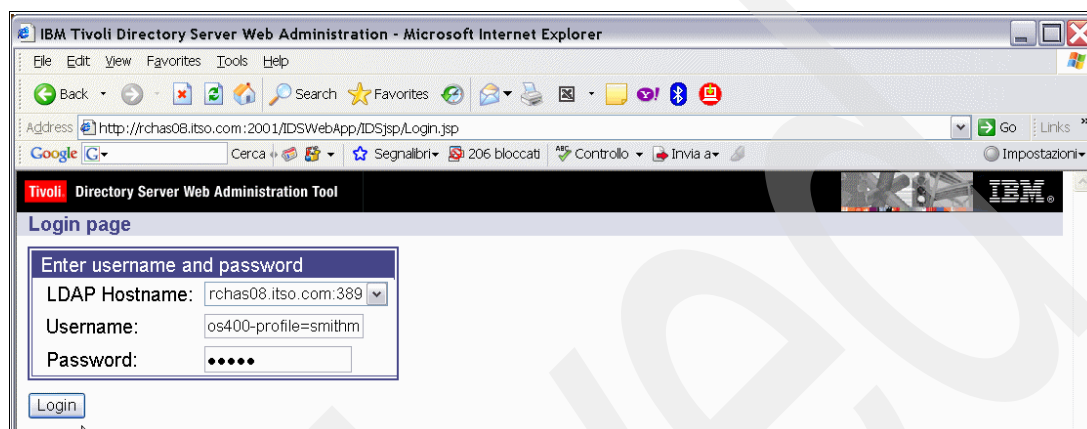 IBM Tivoli Directory Server Web Administration - Microsoft Internet Explorer
File Edit View Favorites Tools Help
Back Search Favorites
Address http://rchas08.itso.com:2001/IDSWebApp/IDSjsp/Login.jsp Go Links »
Google G Cerca Segnalibri 206 bloccati ABC Controllo Invia a Impostazioni
Tivoli. Directory Server Web Administration Tool IBM®
Login page
Enter username and password
LDAP Hostname: rchas08.itso.com:389
Username: os400-profile=smithm
Password: •••••
Login